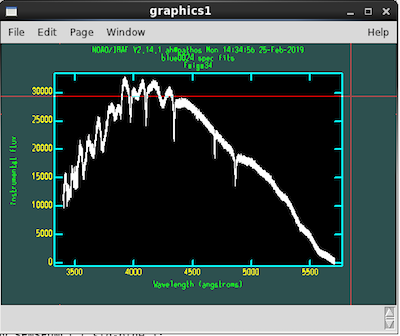 graphics1
File Edit Page Window Help
NOAO/IRAF V2.14.1 ah@pathos Mon 14:34:56 25-Feb-2019
blue0024.spec.fits
Feige34
30000
25000
20000
15000
10000
5000
0
Instrumental Flux
3500 4000 4500 5000 5500
Wavelength (angstroms)